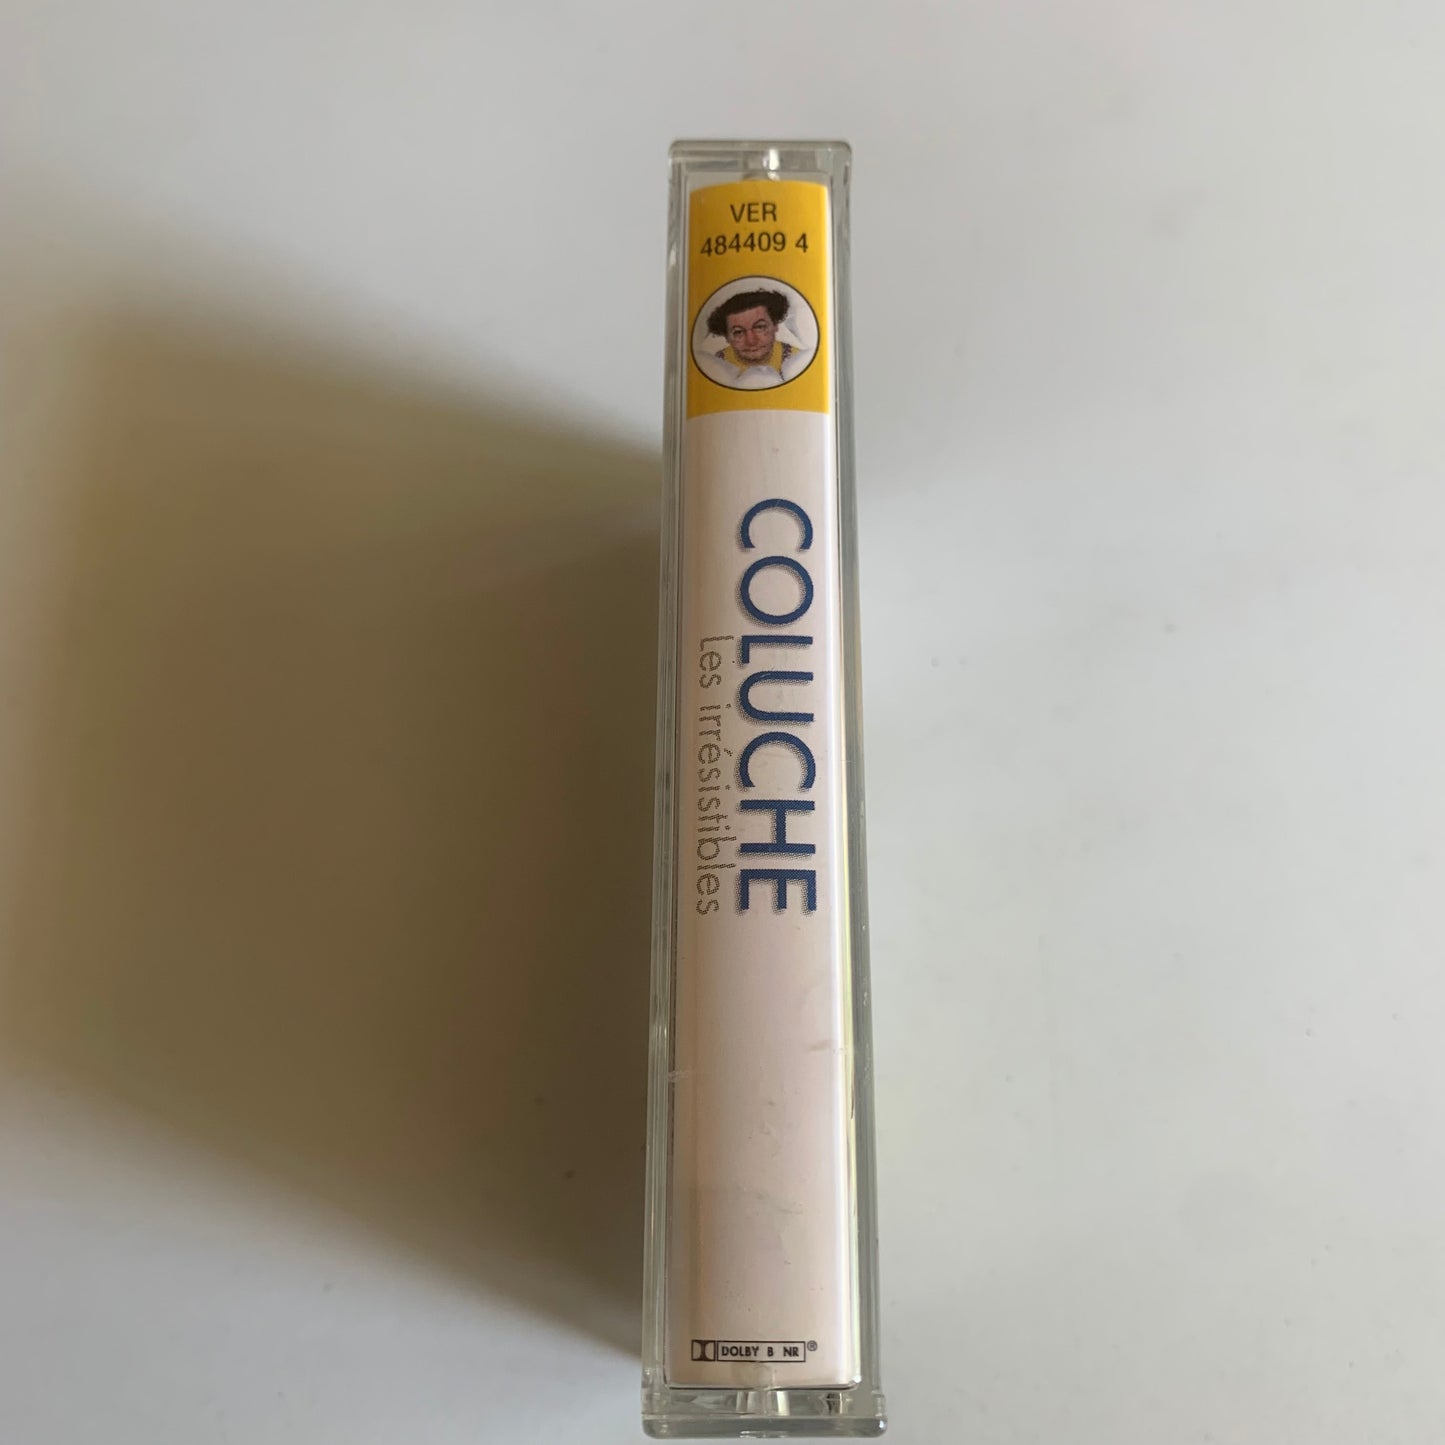 VER
484409 4
COLUCHE
Les irrésistibles
DOLBY B NR ®